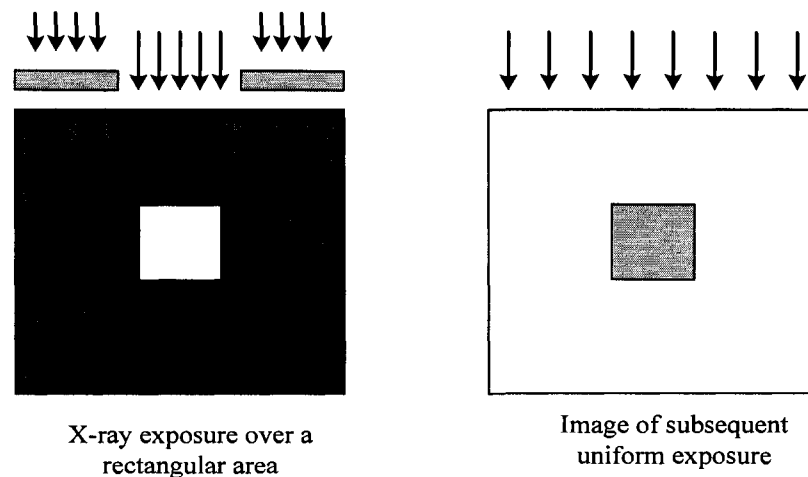 X-ray exposure over a
rectangular area
Image of subsequent
uniform exposure